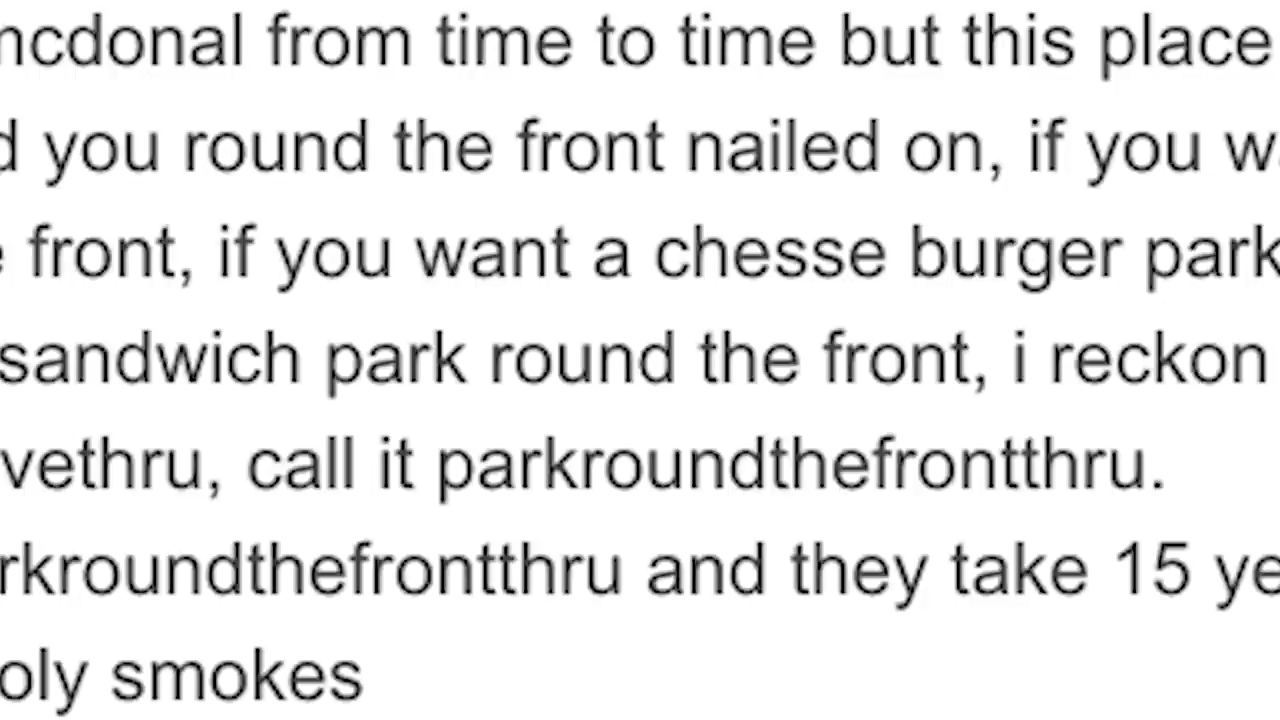 mcdonal from time to time but this place
d you round the front nailed on, if you wa
e front, if you want a chesse burger park
sandwich park round the front, i reckon
vethru, call it parkroundthefrontthru.
rkroundthefrontthru and they take 15 ye
oly smokes